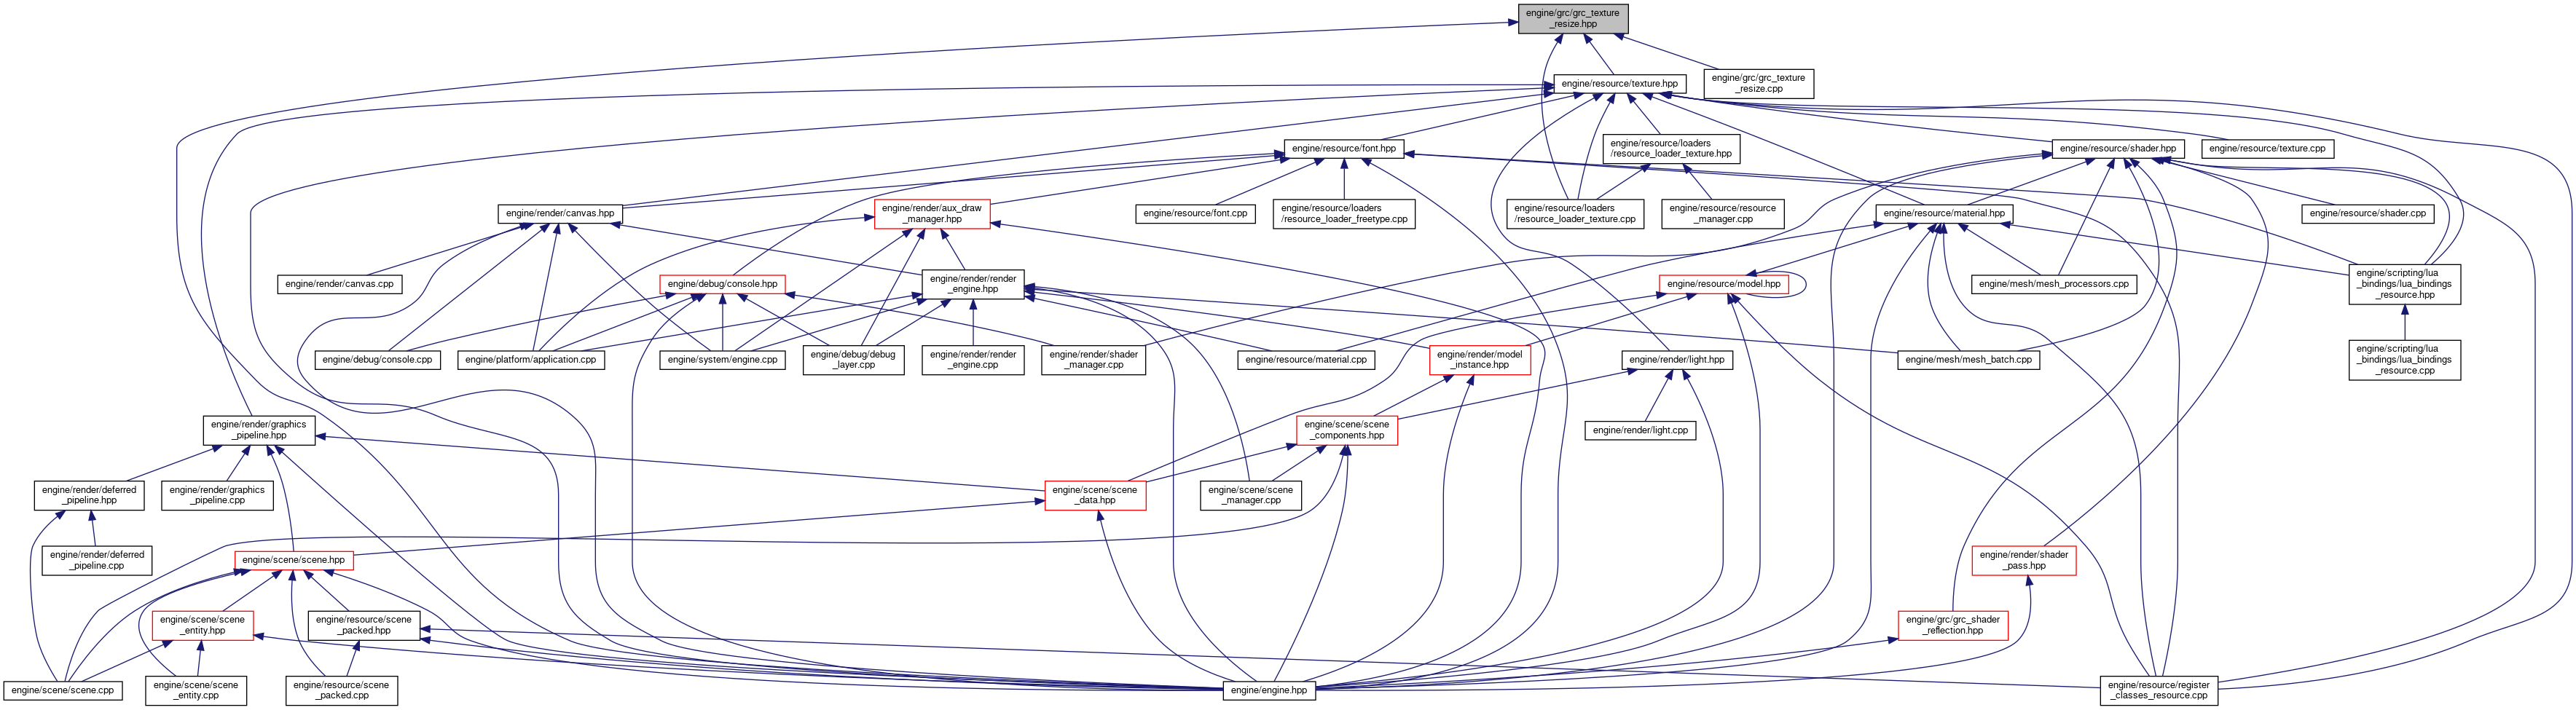 engine/grc/grc_texture
_resize.hpp
engine/resource/texture.hpp
engine/grc/grc_texture
_resize.cpp
engine/resource/font.hpp
engine/resource/loaders
/resource_loader_texture.hpp
engine/resource/shader.hpp
engine/resource/texture.cpp
engine/render/canvas.hpp
engine/render/aux_draw
_manager.hpp
engine/resource/font.cpp
engine/resource/loaders
/resource_loader_freetype.cpp
engine/resource/loaders
/resource_loader_texture.cpp
engine/resource/resource
_manager.cpp
engine/resource/material.hpp
engine/resource/shader.cpp
engine/render/canvas.cpp
engine/debug/console.hpp
engine/render/render
_engine.hpp
engine/resource/model.hpp
engine/mesh/mesh_processors.cpp
engine/scripting/lua
_bindings/lua_bindings
_resource.hpp
engine/debug/console.cpp
engine/platform/application.cpp
engine/system/engine.cpp
engine/debug/debug
_layer.cpp
engine/render/render
_engine.cpp
engine/render/shader
_manager.cpp
engine/resource/material.cpp
engine/render/model
_instance.hpp
engine/render/light.hpp
engine/mesh/mesh_batch.cpp
engine/scripting/lua
_bindings/lua_bindings
_resource.cpp
engine/render/graphics
_pipeline.hpp
engine/scene/scene
_components.hpp
engine/render/light.cpp
engine/render/deferred
_pipeline.hpp
engine/render/graphics
_pipeline.cpp
engine/scene/scene
_data.hpp
engine/scene/scene
_manager.cpp
engine/render/deferred
_pipeline.cpp
engine/scene/scene.hpp
engine/render/shader
_pass.hpp
engine/scene/scene
_entity.hpp
engine/resource/scene
_packed.hpp
engine/grc/grc_shader
_reflection.hpp
engine/scene/scene.cpp
engine/scene/scene
_entity.cpp
engine/resource/scene
_packed.cpp
engine/engine.hpp
engine/resource/register
_classes_resource.cpp